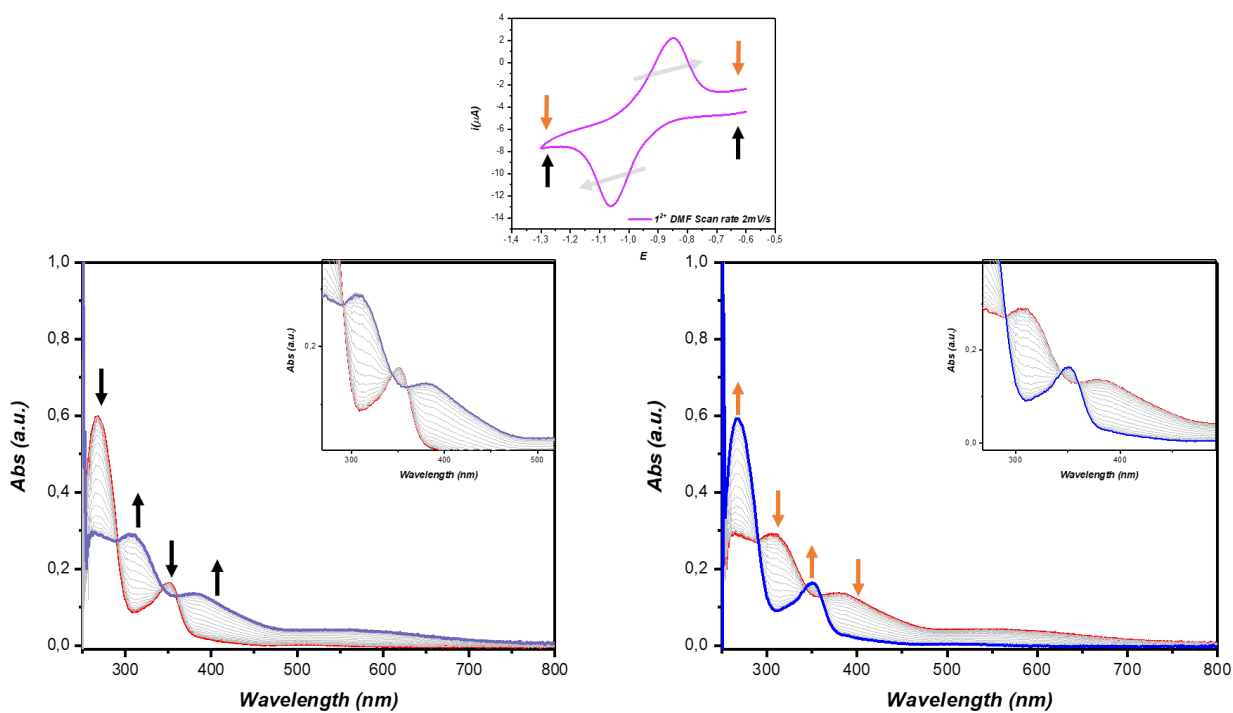 4
2
0
-2
-4
-6
-8
-10
-12
-14
i(µA)
-1,4 -1,3 -1,2 -1,1 -1,0 -0,9 -0,8 -0,7 -0,6 -0,5
E
1²⁺ DMF Scan rate 2mV/s
1,0
0,8
0,6
0,4
0,2
0,0
Abs (a.u.)
300 400 500 600 700 800
Wavelength (nm)
0,2
Abs (a.u.)
300 400 500
Wavelength (nm)
1,0
0,8
0,6
0,4
0,2
0,0
Abs (a.u.)
300 400 500 600 700 800
Wavelength (nm)
0,2
0,0
Abs (a.u.)
300 400
Wavelength (nm)